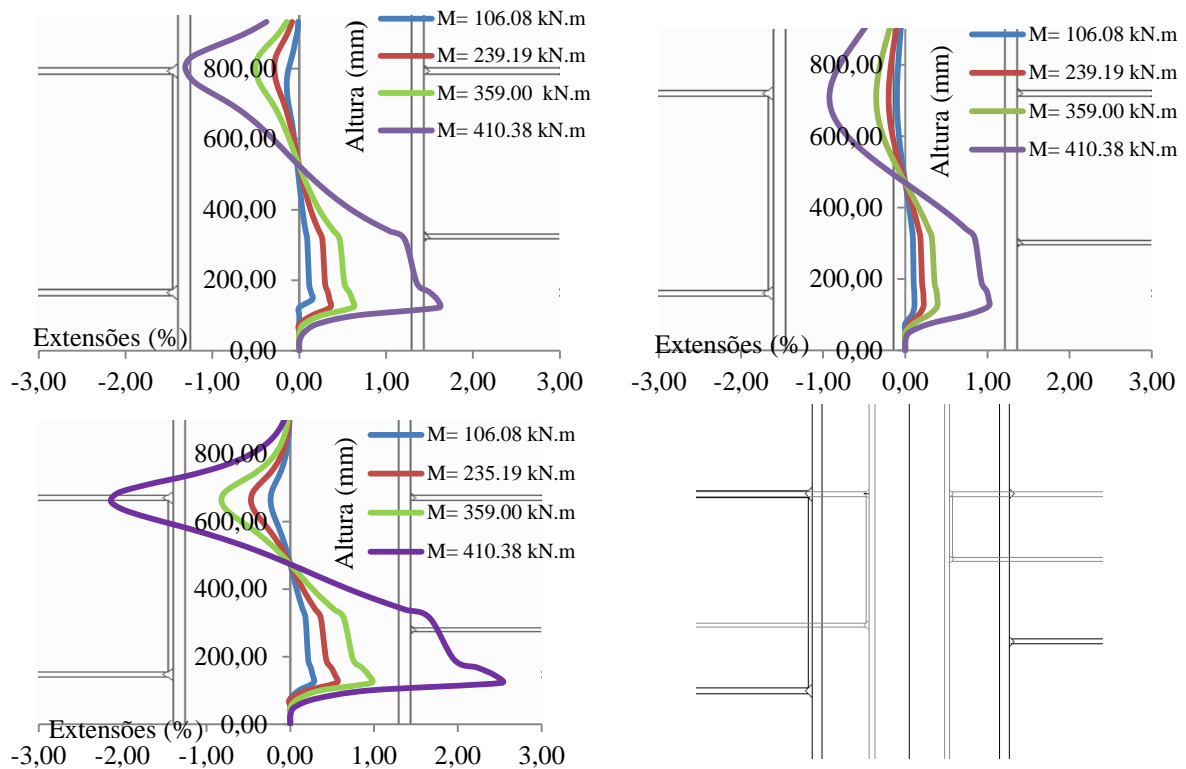 M= 106.08 kN.m
M= 239.19 kN.m
M= 359.00 kN.m
M= 410.38 kN.m
Altura (mm)
800,00
600,00
400,00
200,00
0,00
Extensões (%)
-3,00 -2,00 -1,00 0,00 1,00 2,00 3,00
M= 106.08 kN.m
M= 239.19 kN.m
M= 359.00 kN.m
M= 410.38 kN.m
Altura (mm)
800,00
600,00
400,00
200,00
0,00
Extensões (%)
-3,00 -2,00 -1,00 0,00 1,00 2,00 3,00
M= 106.08 kN.m
M= 235.19 kN.m
M= 359.00 kN.m
M= 410.38 kN.m
Altura (mm)
800,00
600,00
400,00
200,00
0,00
Extensões (%)
-3,00 -2,00 -1,00 0,00 1,00 2,00 3,00